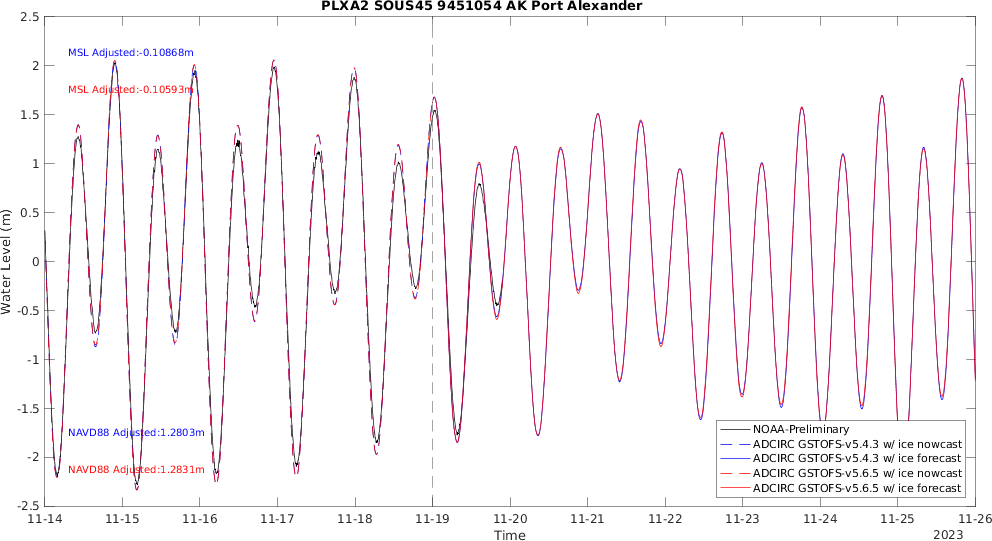 PLXA2 SOUS45 9451054 AK Port Alexander
2.5
2
1.5
1
0.5
0
-0.5
-1
-1.5
-2
-2.5
Water Level (m)
MSL Adjusted:-0.10868m
MSL Adjusted:-0.10593m
NAVD88 Adjusted:1.2803m
NAVD88 Adjusted:1.2831m
NOAA-Preliminary
ADCIRC GSTOFS-v5.4.3 w/ ice nowcast
ADCIRC GSTOFS-v5.4.3 w/ ice forecast
ADCIRC GSTOFS-v5.6.5 w/ ice nowcast
ADCIRC GSTOFS-v5.6.5 w/ ice forecast
11-14 11-15 11-16 11-17 11-18 11-19 11-20 11-21 11-22 11-23 11-24 11-25 11-26
Time
2023